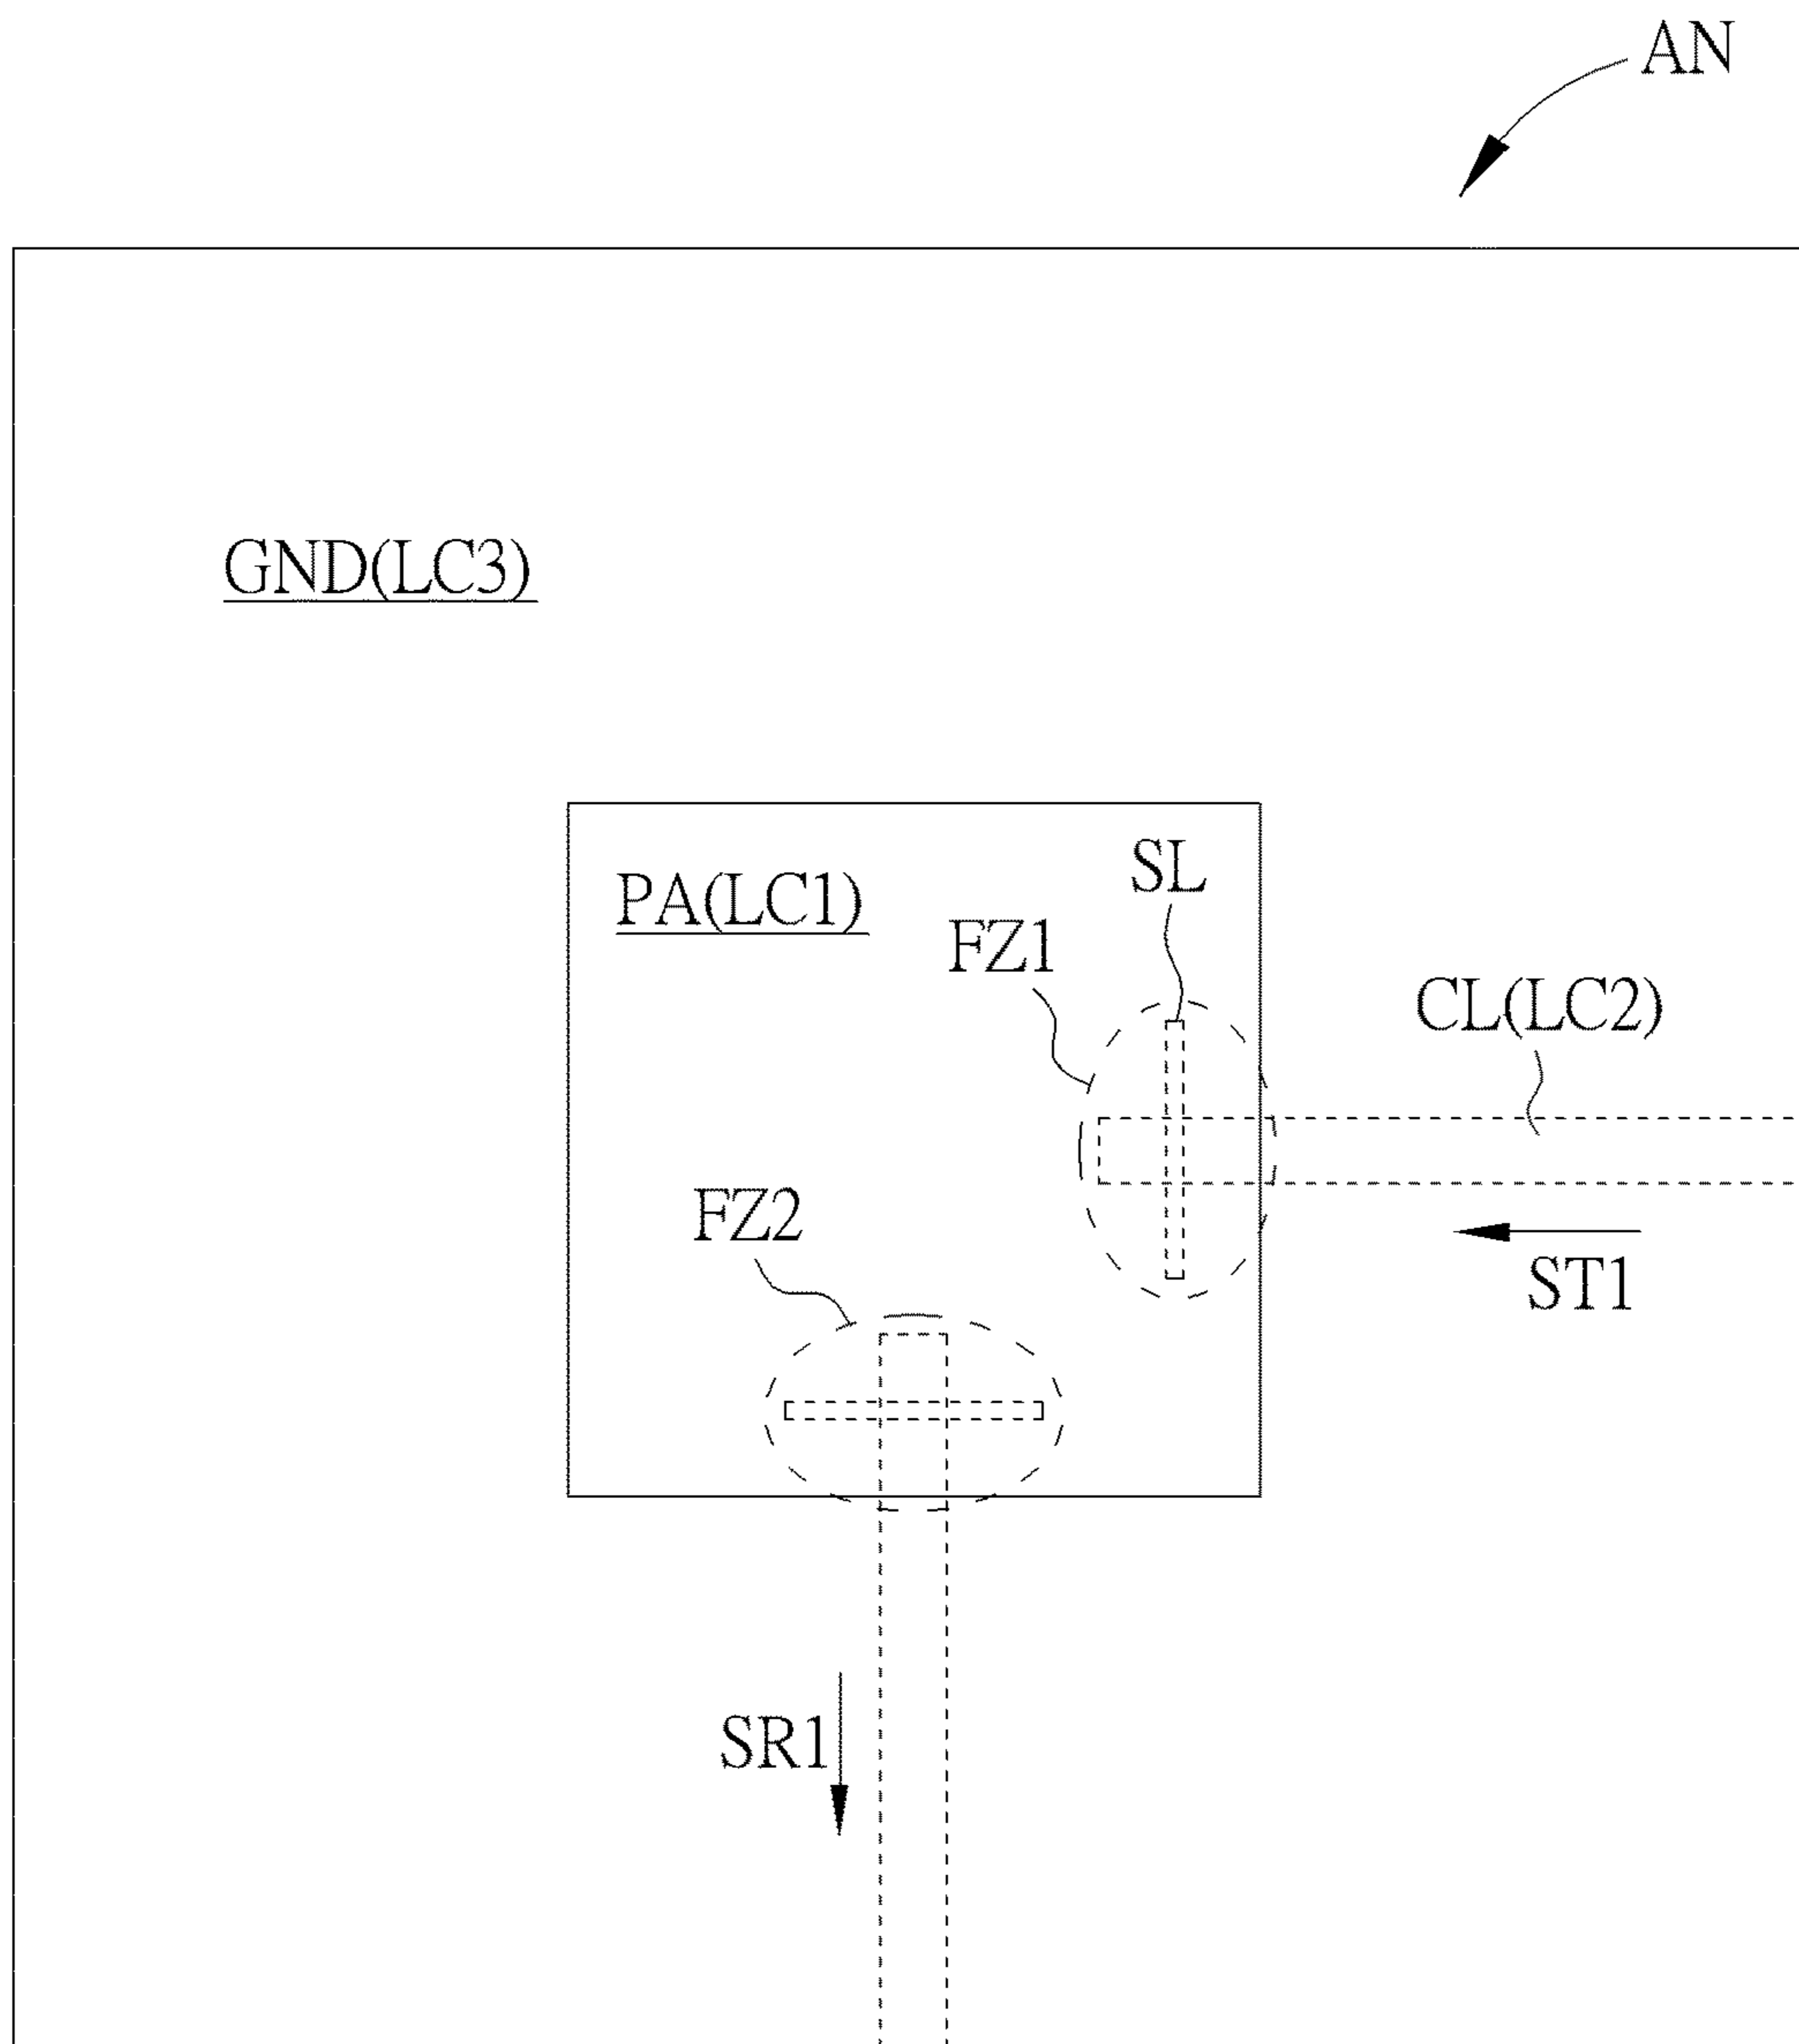 AN
GND(LC3)
PA(LC1)
SL
FZ1
CL(LC2)
FZ2
ST1
SR1